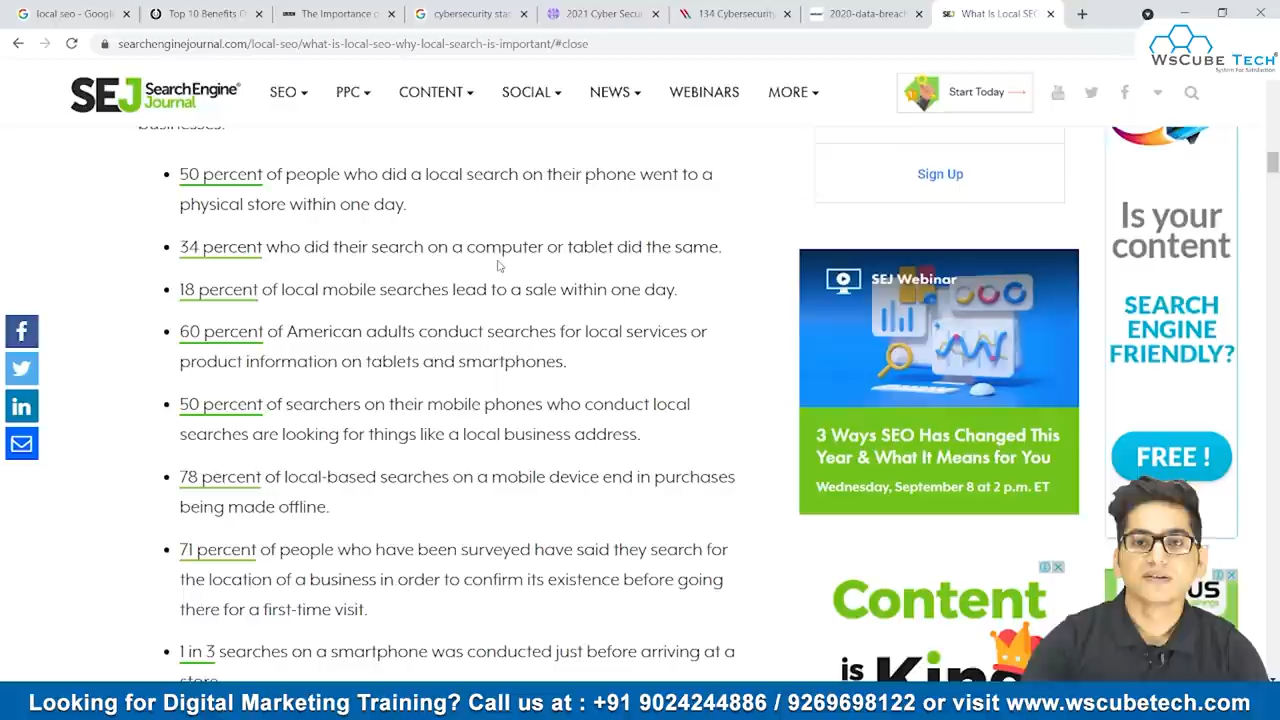 local seo - Google
Top 10 Benefits O
The Importance o
cybersecurity sta
2021 Cyber Secu
134 Cybersecurity
2020-data-breach
What Is Local SEO
searchenginejournal.com/local-seo/what-is-local-seo-why-local-search-is-important/#close
WsCube Tech
System For Satisfaction
SEJ Search Engine Journal
SEO
PPC
CONTENT
SOCIAL
NEWS
WEBINARS
MORE
Start Today
businesses:
50 percent of people who did a local search on their phone went to a
physical store within one day.
34 percent who did their search on a computer or tablet did the same.
18 percent of local mobile searches lead to a sale within one day.
60 percent of American adults conduct searches for local services or
product information on tablets and smartphones.
50 percent of searchers on their mobile phones who conduct local
searches are looking for things like a local business address.
78 percent of local-based searches on a mobile device end in purchases
being made offline.
71 percent of people who have been surveyed have said they search for
the location of a business in order to confirm its existence before going
there for a first-time visit.
1 in 3 searches on a smartphone was conducted just before arriving at a
store.
Sign Up
SEJ Webinar
3 Ways SEO Has Changed This
Year & What It Means for You
Wednesday, September 8 at 2 p.m. ET
Is your
content
SEARCH
ENGINE
FRIENDLY?
FREE !
Content
is King
Looking for Digital Marketing Training? Call us at : +91 9024244886 / 9269698122 or visit www.wscubetech.com